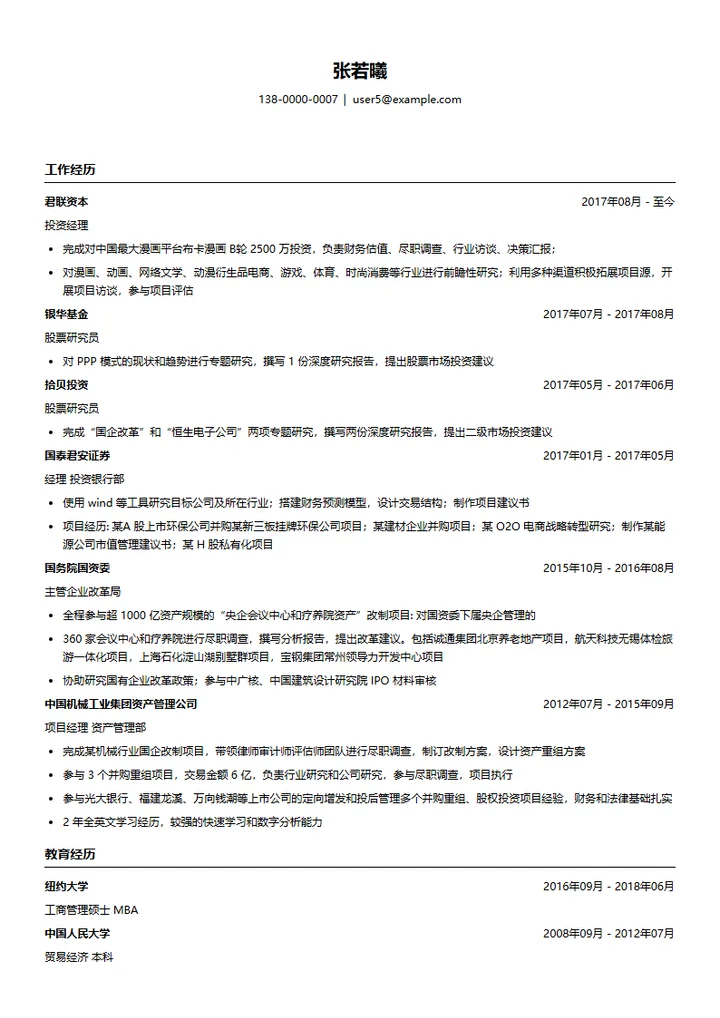 张若曦
138-0000-0007 | user5@example.com
工作经历
君联资本 2017年08月 - 至今
投资经理
• 完成对中国最大漫画平台布卡漫画 B轮 2500 万投资，负责财务估值、尽职调查、行业访谈、决策汇报；
• 对漫画、动画、网络文学、动漫衍生品电商、游戏、体育、时尚消费等行业进行前瞻性研究；利用多种渠道积极拓展项目源，开
展项目访谈，参与项目评估
银华基金 2017年07月 - 2017年08月
股票研究员
• 对 PPP 模式的现状和趋势进行专题研究，撰写 1 份深度研究报告，提出股票市场投资建议
拾贝投资 2017年05月 - 2017年06月
股票研究员
• 完成“国企改革”和“恒生电子公司”两项专题研究，撰写两份深度研究报告，提出二级市场投资建议
国泰君安证券 2017年01月 - 2017年05月
经理 投资银行部
• 使用 wind 等工具研究目标公司及所在行业；搭建财务预测模型，设计交易结构；制作项目建议书
• 项目经历: 某A 股上市环保公司并购某新三板挂牌环保公司项目；某建材企业并购项目；某 O2O 电商战略转型研究；制作某能
源公司市值管理建议书；某 H 股私有化项目
国务院国资委 2015年10月 - 2016年08月
主管企业改革局
• 全程参与超 1000 亿资产规模的“央企会议中心和疗养院资产”改制项目: 对国资委下属央企管理的
• 360 家会议中心和疗养院进行尽职调查，撰写分析报告，提出改革建议。包括诚通集团北京养老地产项目，航天科技无锡体检旅
游一体化项目，上海石化淀山湖别墅群项目，宝钢集团常州领导力开发中心项目
• 协助研究国有企业改革政策；参与中广核、中国建筑设计研究院 IPO 材料审核
中国机械工业集团资产管理公司 2012年07月 - 2015年09月
项目经理 资产管理部
• 完成某机械行业国企改制项目，带领律师审计师评估师团队进行尽职调查，制订改制方案，设计资产重组方案
• 参与 3 个并购重组项目，交易金额 6 亿，负责行业研究和公司研究，参与尽职调查，项目执行
• 参与光大银行、福建龙溪、万向钱潮等上市公司的定向增发和投后管理多个并购重组、股权投资项目经验，财务和法律基础扎实
• 2 年全英文学习经历，较强的快速学习和数字分析能力
教育经历
纽约大学 2016年09月 - 2018年06月
工商管理硕士 MBA
中国人民大学 2008年09月 - 2012年07月
贸易经济 本科